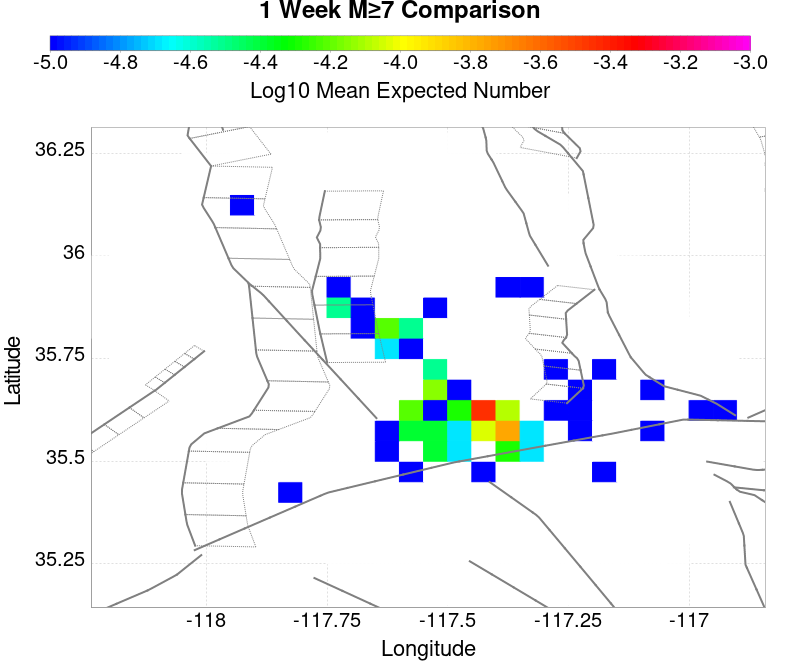 1 Week M≥7 Comparison
-5.0 -4.8 -4.6 -4.4 -4.2 -4.0 -3.8 -3.6 -3.4 -3.2 -3.0
Log10 Mean Expected Number
36.25
36
35.75
35.5
35.25
Latitude
-118 -117.75 -117.5 -117.25 -117
Longitude